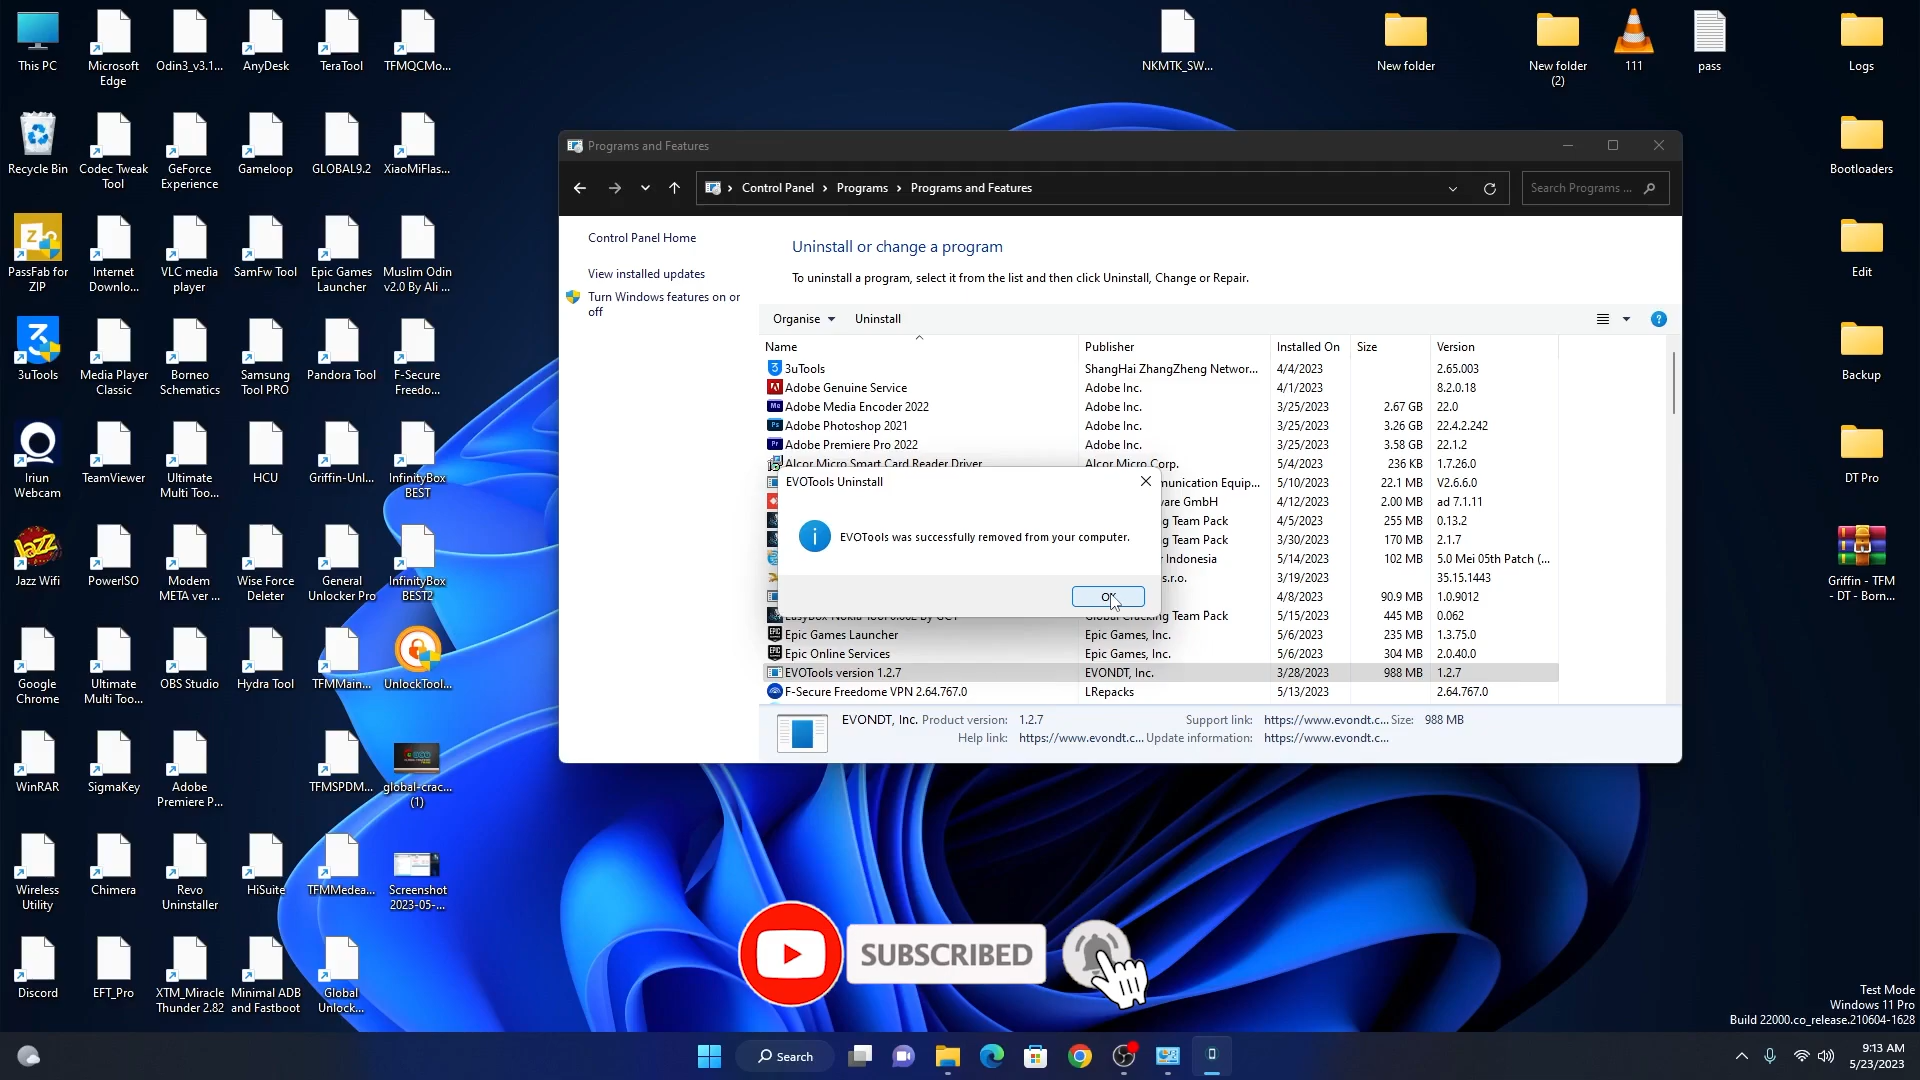 This PC
Microsoft
Edge
Odin3_v3.1...
AnyDesk
TeraTool
TFMQCMo...
NKMTK_SW...
New folder
New folder
(2)
111
pass
Logs
Recycle Bin
Codec Tweak
Tool
GeForce
Experience
Gameloop
GLOBAL9.2
XiaoMiFlas...
Bootloaders
PassFab for
ZIP
Internet
Downlo...
VLC media
player
SamFw Tool
Epic Games
Launcher
Muslim Odin
v2.0 By Ali ...
Edit
3uTools
Media Player
Classic
Borneo
Schematics
Samsung
Tool PRO
Pandora Tool
F-Secure
Freedo...
Backup
Iriun
Webcam
TeamViewer
Ultimate
Multi Too...
HCU
Griffin-Unl...
InfinityBox
BEST
DT Pro
Jazz Wifi
PowerISO
Modem
META ver ...
Wise Force
Deleter
General
Unlocker Pro
InfinityBox
BEST2
Griffin - TFM
- DT - Born...
Google
Chrome
Ultimate
Multi Too...
OBS Studio
Hydra Tool
TFMMain...
UnlockTool...
WinRAR
SigmaKey
Adobe
Premiere P...
TFMSPDM...
global-crac...
(1)
Wireless
Utility
Chimera
Revo
Uninstaller
HiSuite
TFMMedea...
Screenshot
2023-05-...
Discord
EFT_Pro
XTM_Miracle
Thunder 2.82
Minimal ADB
and Fastboot
Global
Unlock...
Programs and Features
Control Panel › Programs › Programs and Features
Search Programs ...
Control Panel Home
View installed updates
Turn Windows features on or
off
Uninstall or change a program
To uninstall a program, select it from the list and then click Uninstall, Change or Repair.
Organise Uninstall
Name Publisher Installed On Size Version
3uTools ShangHai ZhangZheng Networ... 4/4/2023 2.65.003
Adobe Genuine Service Adobe Inc. 4/1/2023 8.2.0.18
Adobe Media Encoder 2022 Adobe Inc. 3/25/2023 2.67 GB 22.0
Adobe Photoshop 2021 Adobe Inc. 3/25/2023 3.26 GB 22.4.2.242
Adobe Premiere Pro 2022 Adobe Inc. 3/25/2023 3.58 GB 22.1.2
Alcor Micro Smart Card Reader Driver Alcor Micro Corp. 5/4/2023 236 KB 1.7.26.0
munication Equip... 5/10/2023 22.1 MB V2.6.6.0
ware GmbH 4/12/2023 2.00 MB ad 7.1.11
g Team Pack 4/5/2023 255 MB 0.13.2
g Team Pack 3/30/2023 170 MB 2.1.7
r Indonesia 5/14/2023 102 MB 5.0 Mei 05th Patch (...
s.r.o. 3/19/2023 35.15.1443
4/8/2023 90.9 MB 1.0.9012
EasyBox Nokia Tool 0.062 By GCT Global Cracking Team Pack 5/15/2023 445 MB 0.062
Epic Games Launcher Epic Games, Inc. 5/6/2023 235 MB 1.3.75.0
Epic Online Services Epic Games, Inc. 5/6/2023 304 MB 2.0.40.0
EVOTools version 1.2.7 EVONDT, Inc. 3/28/2023 988 MB 1.2.7
F-Secure Freedome VPN 2.64.767.0 LRepacks 5/13/2023 2.64.767.0
EVONDT, Inc. Product version: 1.2.7 Support link: https://www.evondt.c... Size: 988 MB
Help link: https://www.evondt.c... Update information: https://www.evondt.c...
EVOTools Uninstall
EVOTools was successfully removed from your computer.
OK
SUBSCRIBED
Test Mode
Windows 11 Pro
Build 22000.co_release.210604-1628
Search
9:13 AM
5/23/2023